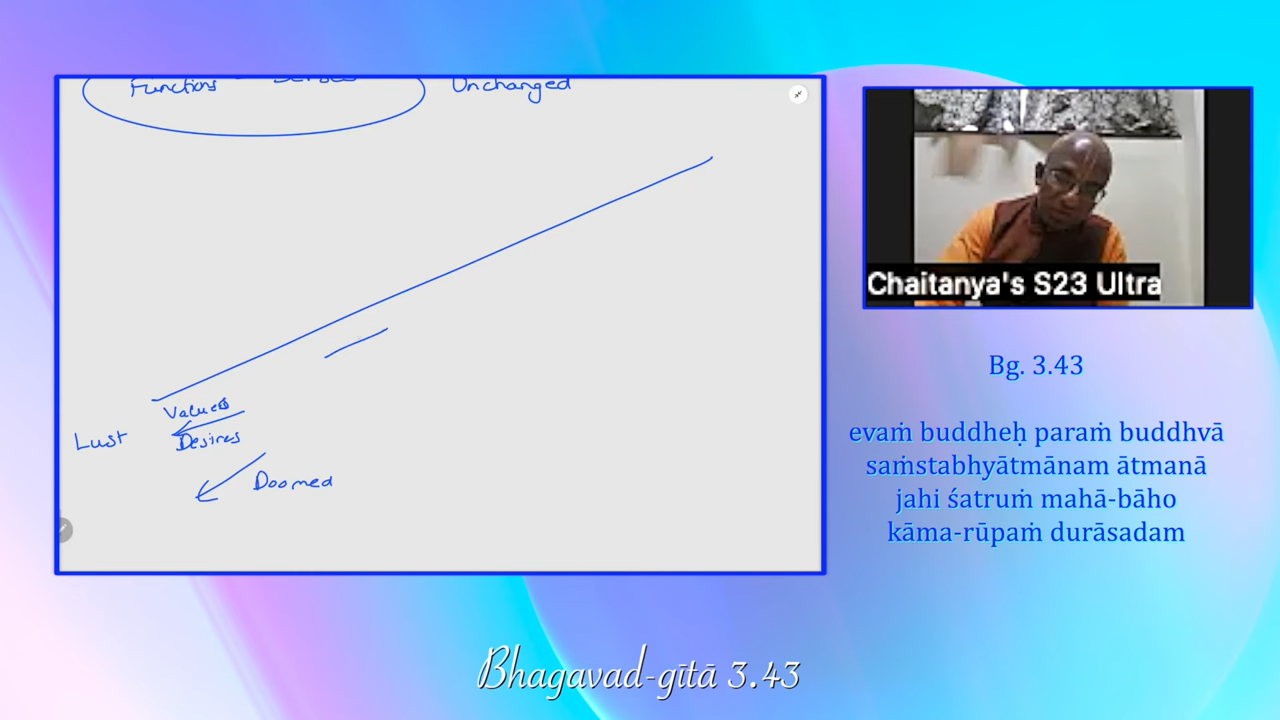 Functions - Senses Unchanged
Values
Lust Desires
Doomed
Chaitanya's S23 Ultra
Bg. 3.43
evaṁ buddheḥ paraṁ buddhvā
saṁstabhyātmānam ātmanā
jahi śatruṁ mahā-bāho
kāma-rūpaṁ durāsadam
Bhagavad-gītā 3.43